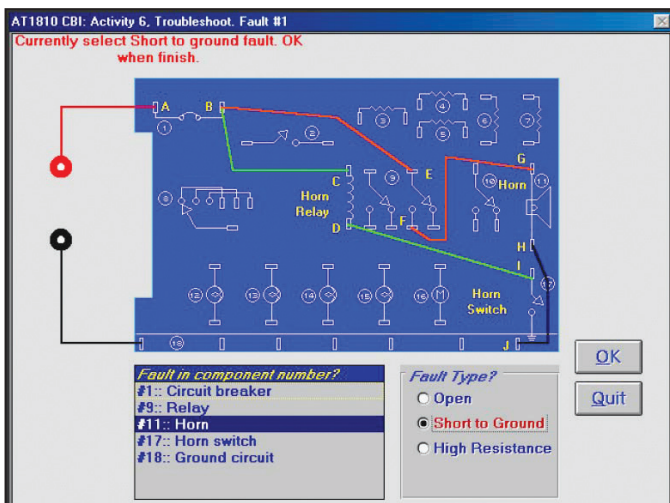 AT1810 CBI: Activity 6, Troubleshoot. Fault #1
Currently select Short to ground fault. OK
when finish.
A
B
1
2
3
4
5
6
7
C
Horn
Relay
D
8
9
E
F
10
G
Horn
11
H
I
17
Horn
Switch
12
13
14
15
16
M
18
J
Fault in component number?
#1:: Circuit breaker
#9:: Relay
#11:: Horn
#17:: Horn switch
#18:: Ground circuit
Fault Type?
Open
Short to Ground
High Resistance
OK
Quit